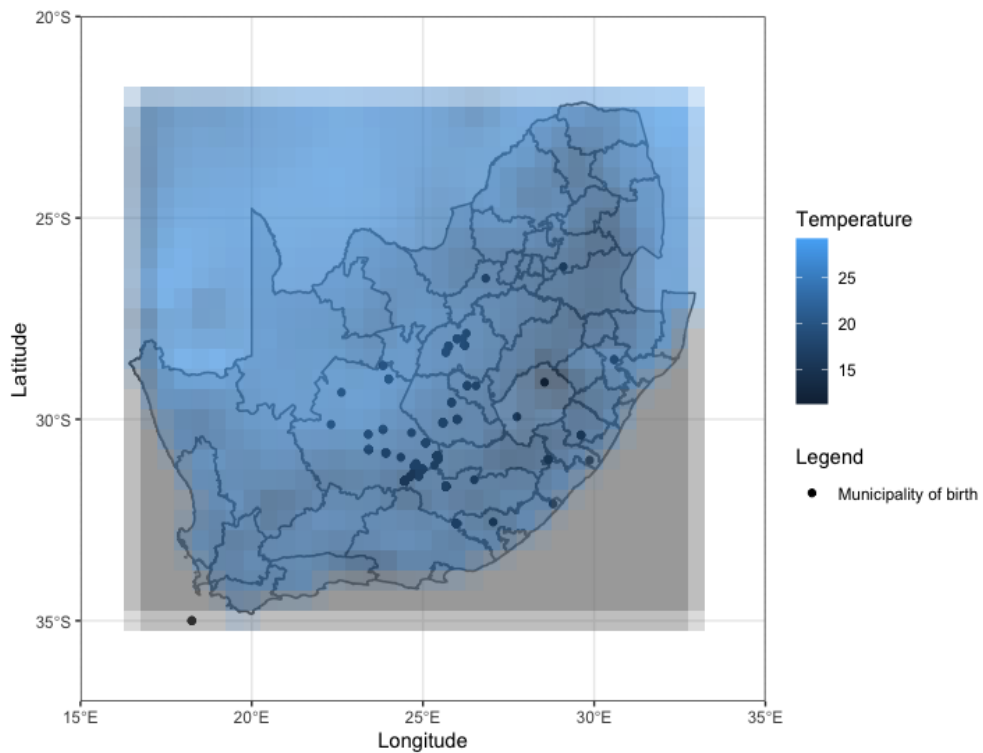 20°S
25°S
30°S
35°S
Latitude
15°E
20°E
25°E
30°E
35°E
Longitude
Temperature
25
20
15
Legend
Municipality of birth